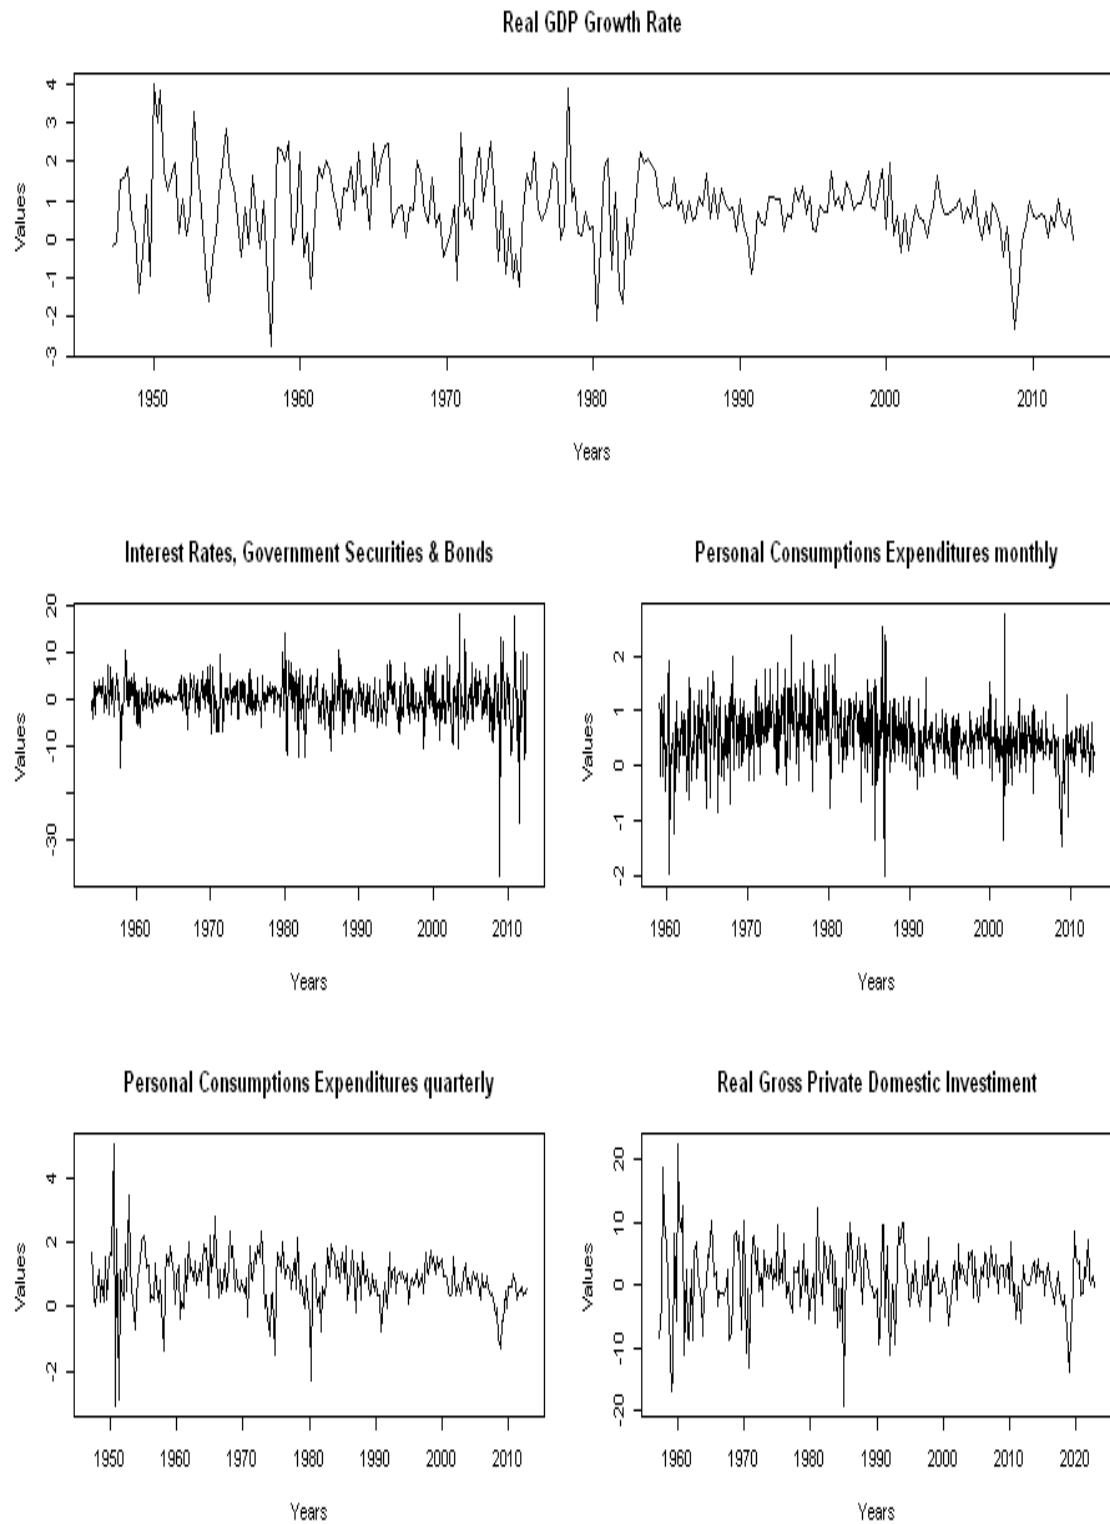 Real GDP Growth Rate
4
3
2
1
0
-1
-2
-3
Values
1950 1960 1970 1980 1990 2000 2010
Years
Interest Rates, Government Securities & Bonds
20
10
0
-10
-30
Values
1960 1970 1980 1990 2000 2010
Years
Personal Consumptions Expenditures monthly
2
1
0
-1
-2
Values
1960 1970 1980 1990 2000 2010
Years
Personal Consumptions Expenditures quarterly
4
2
0
-2
Values
1950 1960 1970 1980 1990 2000 2010
Years
Real Gross Private Domestic Investiment
20
10
0
-10
-20
Values
1960 1970 1980 1990 2000 2010 2020
Years